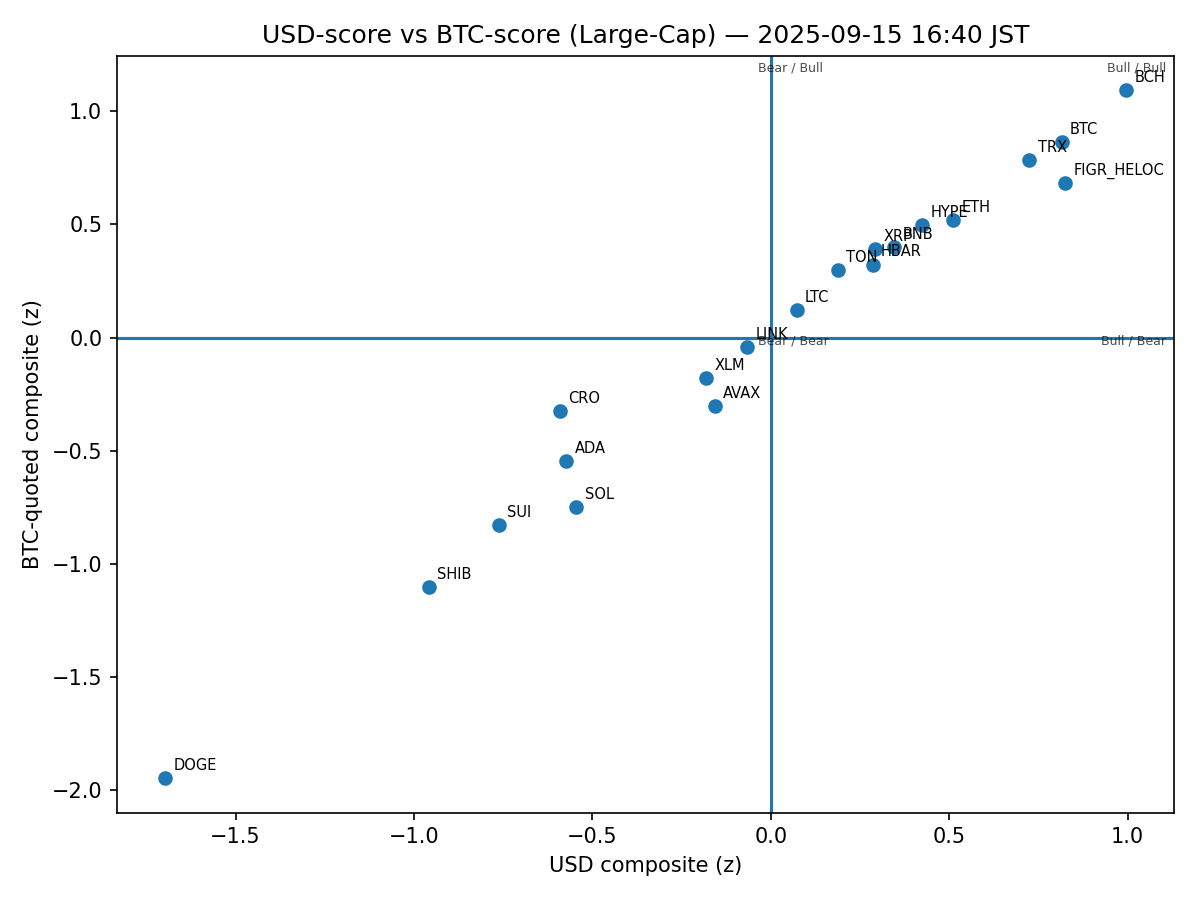 USD-score vs BTC-score (Large-Cap) — 2025-09-15 16:40 JST
Bear / Bull
Bull / Bull
BCH
BTC
TRX
FIGR_HELOC
HYPE
ETH
XRP
BNB
TON
HBAR
LTC
LINK
Bear / Bear
Bull / Bear
XLM
AVAX
CRO
ADA
SOL
SUI
SHIB
DOGE
1.0
0.5
0.0
−0.5
−1.0
−1.5
−2.0
BTC-quoted composite (z)
−1.5
−1.0
−0.5
0.0
0.5
1.0
USD composite (z)